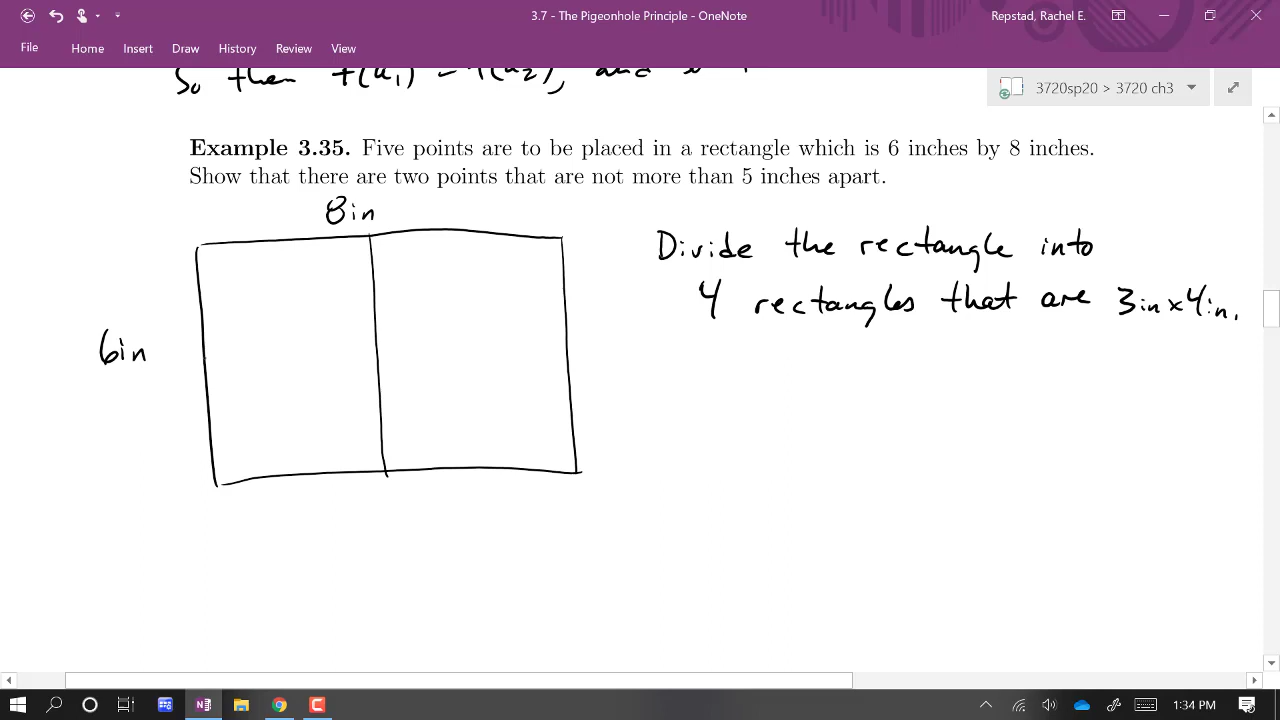 3.7 - The Pigeonhole Principle - OneNote
Repstad, Rachel E.
File Home Insert Draw History Review View
3720sp20 > 3720 ch3
So then
Example 3.35. Five points are to be placed in a rectangle which is 6 inches by 8 inches.
Show that there are two points that are not more than 5 inches apart.
8in
6in
Divide the rectangle into
4 rectangles that are 3in x 4in.
1:34 PM